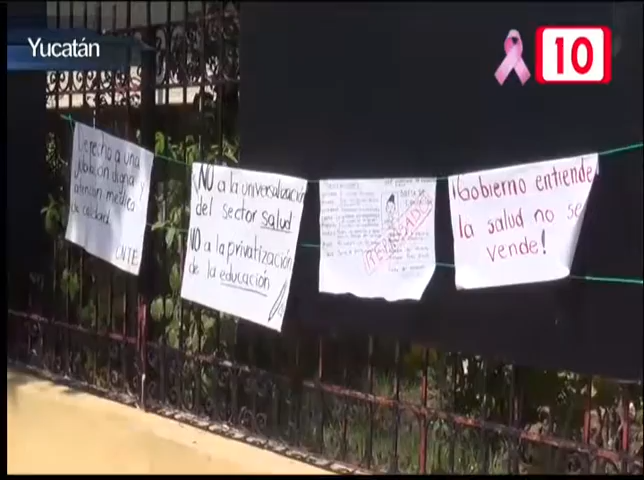 Yucatán
10
Derecho a una
jubilación digna y
atención médica
de calidad.
CNTE
NO a la universalización
del sector salud
NO a la privatización
de la educación
¡REPROBADO!
¡Gobierno entiende
la salud no se
vende!